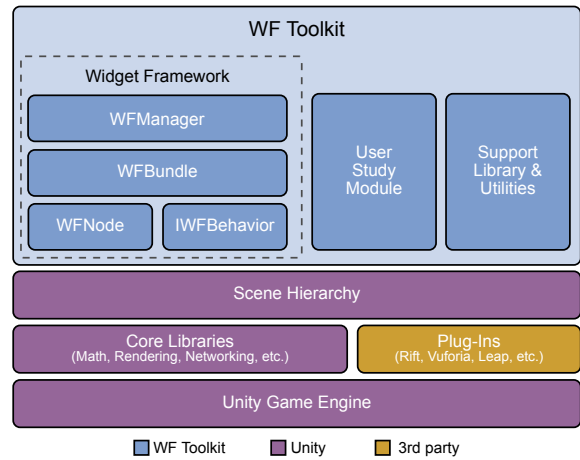 WF Toolkit
Widget Framework
WFManager
WFBundle
WFNode
IWFBehavior
User
Study
Module
Support
Library &
Utilities
Scene Hierarchy
Core Libraries
(Math, Rendering, Networking, etc.)
Plug-Ins
(Rift, Vuforia, Leap, etc.)
Unity Game Engine
WF Toolkit
Unity
3rd party